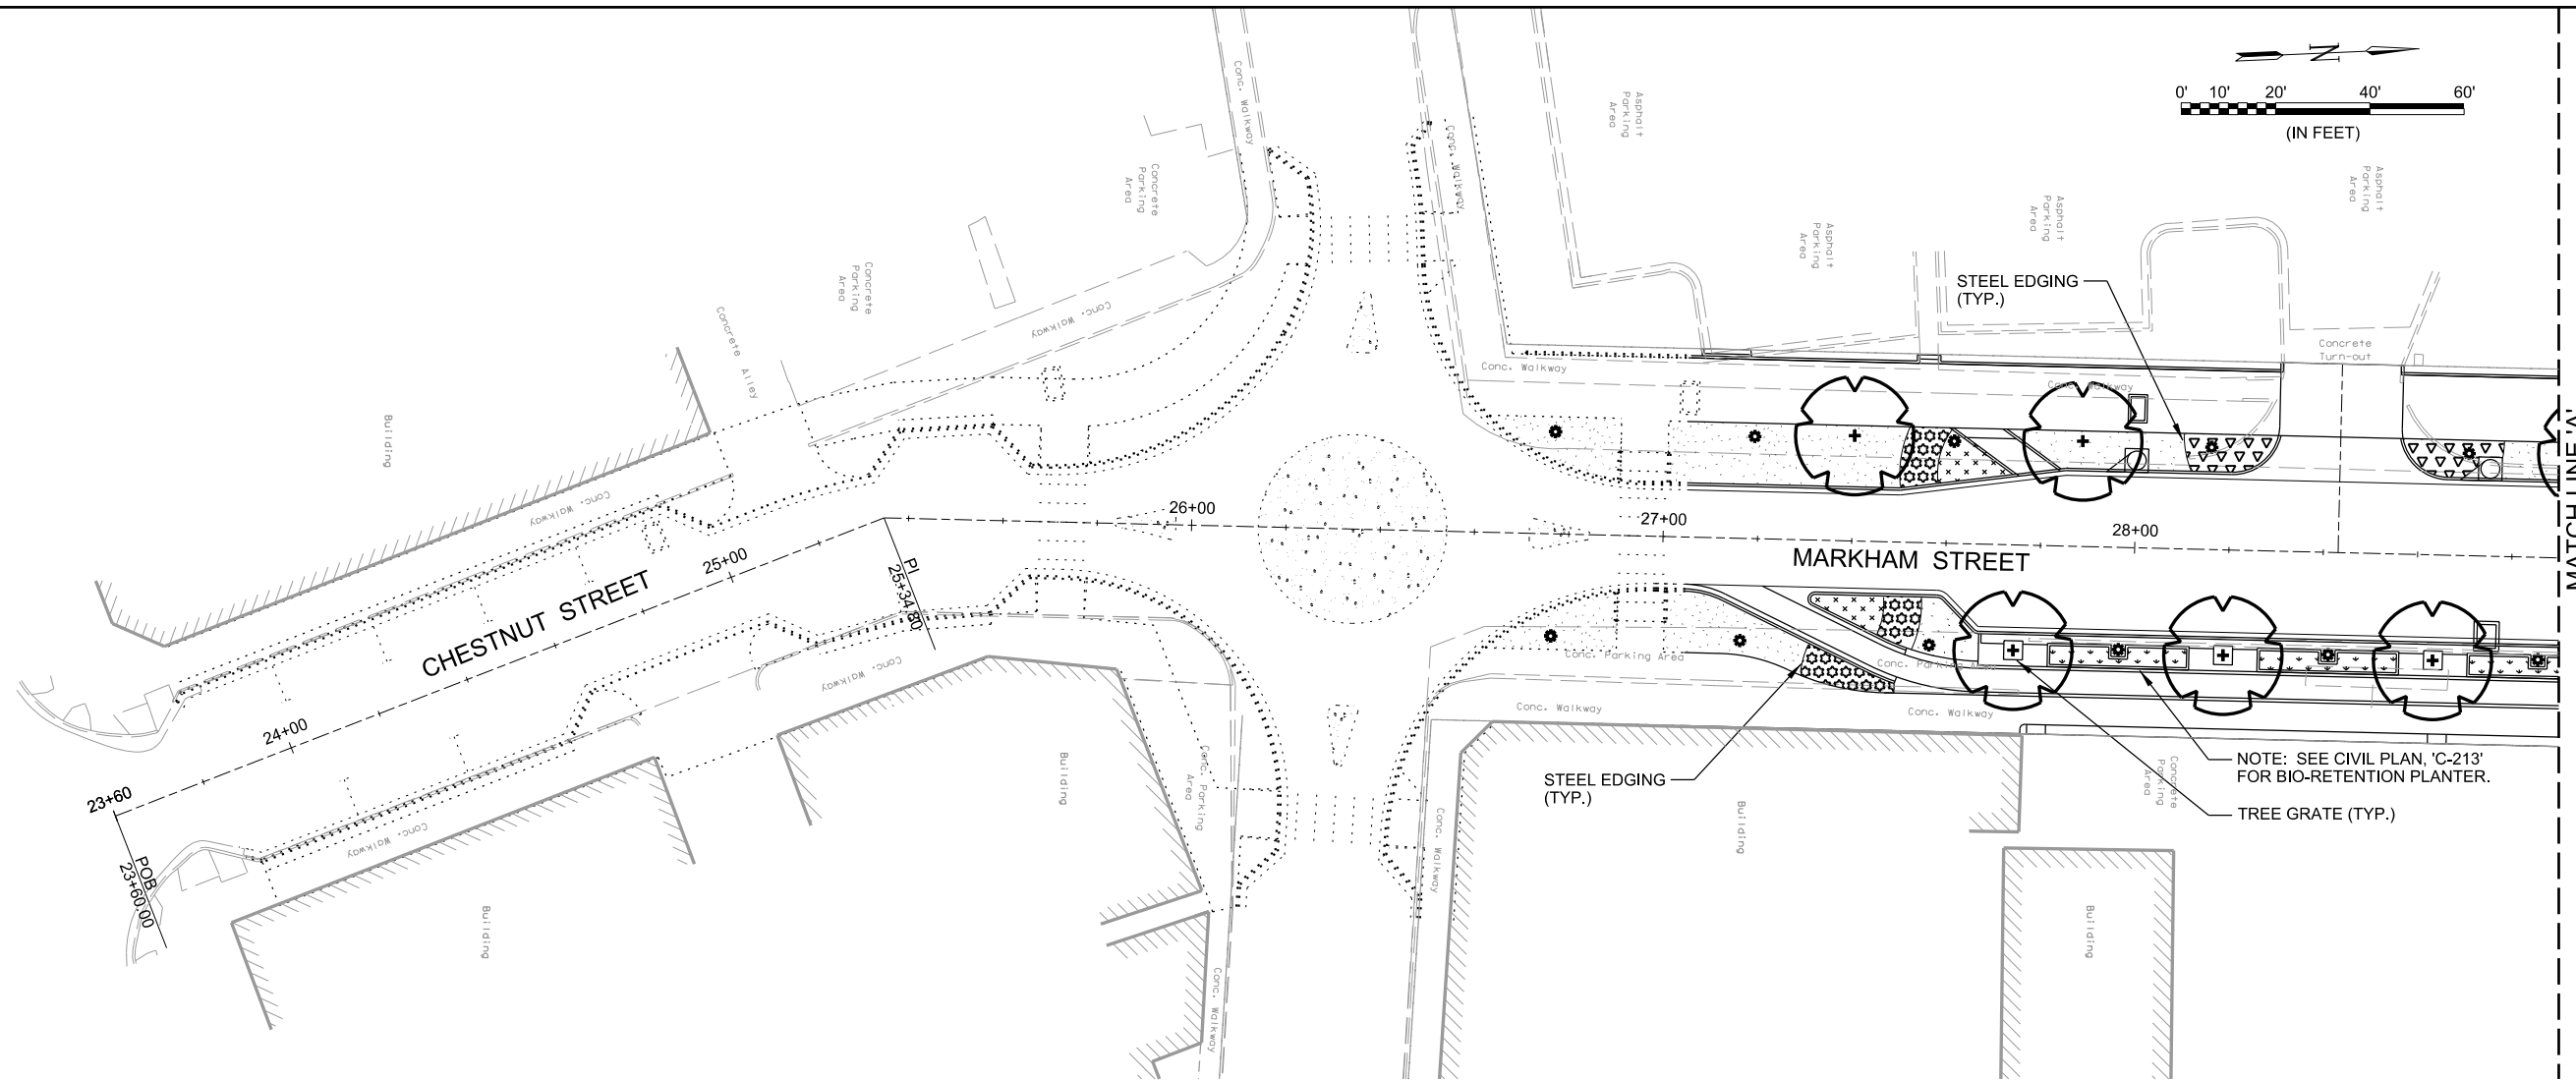 N
0' 10' 20' 40' 60'
(IN FEET)
Conc. Walkway
Conc. Walkway
Asphalt
Parking
Area
Concrete
Parking
Area
Asphalt
Parking
Area
Asphalt
Parking
Area
Asphalt
Parking
Area
Concrete
Parking
Area
Conc. Walkway
Concrete Alley
STEEL EDGING
(TYP.)
Concrete
Turn-out
Conc. Walkway
Conc. Walkway
Building
Conc. Walkway
MATCH LINE 'A'
26+00
27+00
28+00
MARKHAM STREET
25+00
PI
25+34.80
CHESTNUT STREET
24+00
23+60
POB
23+60.00
Conc. Walkway
Conc. Walkway
Conc. Parking Area
Conc. Parking Area
Conc. Walkway
Conc. Walkway
NOTE: SEE CIVIL PLAN, 'C-213'
FOR BIO-RETENTION PLANTER.
STEEL EDGING
(TYP.)
TREE GRATE (TYP.)
Concrete
Parking
Area
Building
Conc. Parking
Area
Building
Conc. Walkway
Building
Building
Conc. Walkway